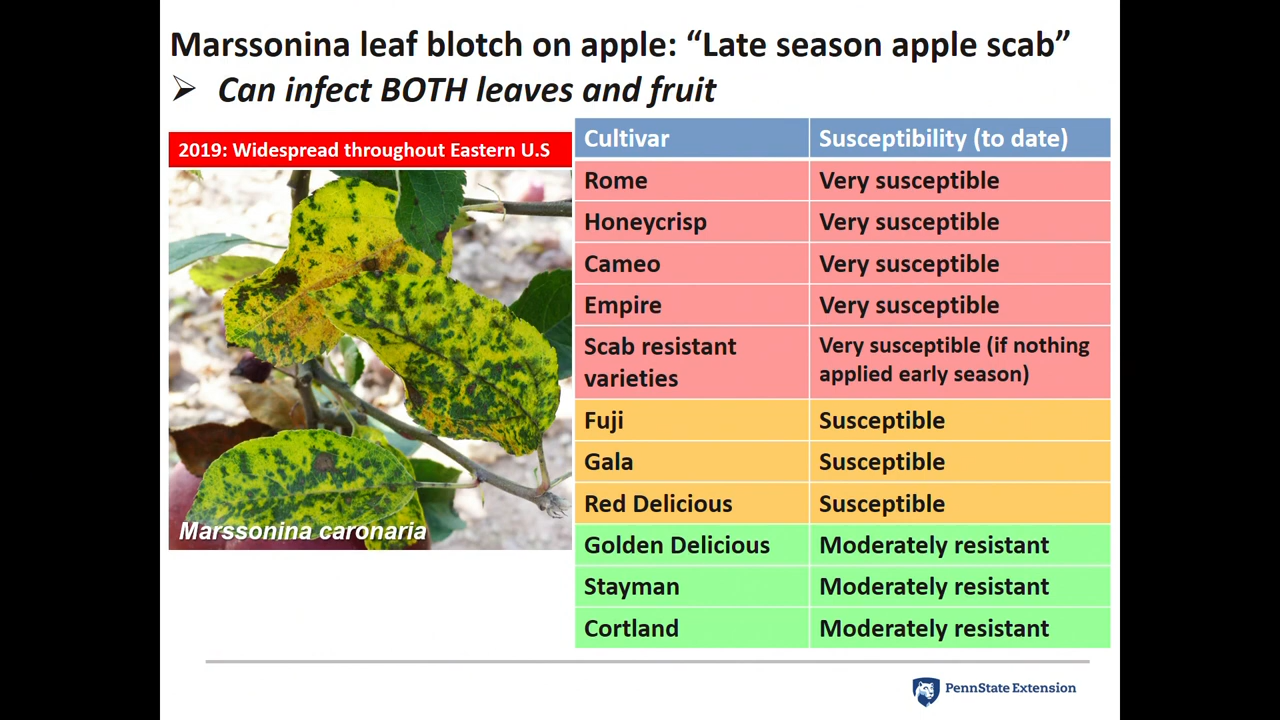 Marssonina leaf blotch on apple: “Late season apple scab”
➢ Can infect BOTH leaves and fruit
2019: Widespread throughout Eastern U.S
Marssonina caronaria
Cultivar Susceptibility (to date)
Rome Very susceptible
Honeycrisp Very susceptible
Cameo Very susceptible
Empire Very susceptible
Scab resistant varieties Very susceptible (if nothing applied early season)
Fuji Susceptible
Gala Susceptible
Red Delicious Susceptible
Golden Delicious Moderately resistant
Stayman Moderately resistant
Cortland Moderately resistant
PennState Extension